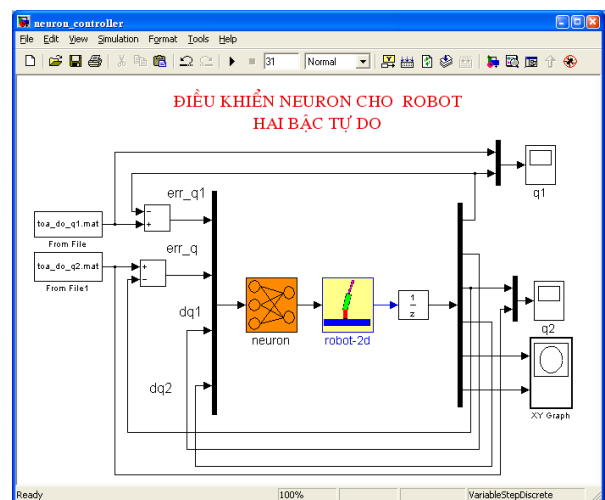 neuron_controller
File Edit View Simulation Format Tools Help
31 Normal
ĐIỀU KHIỂN NEURON CHO ROBOT
HAI BẬC TỰ DO
q1
err_q1
toa_do_q1.mat
From File
err_q
toa_do_q2.mat
From File1
dq1
neuron
robot-2d
1
z
q2
dq2
XY Graph
Ready 100% VariableStepDiscrete